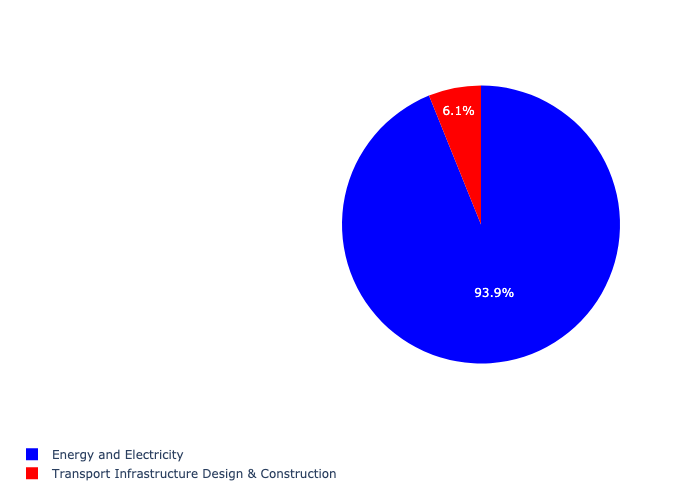 6.1%
93.9%
Energy and Electricity
Transport Infrastructure Design & Construction